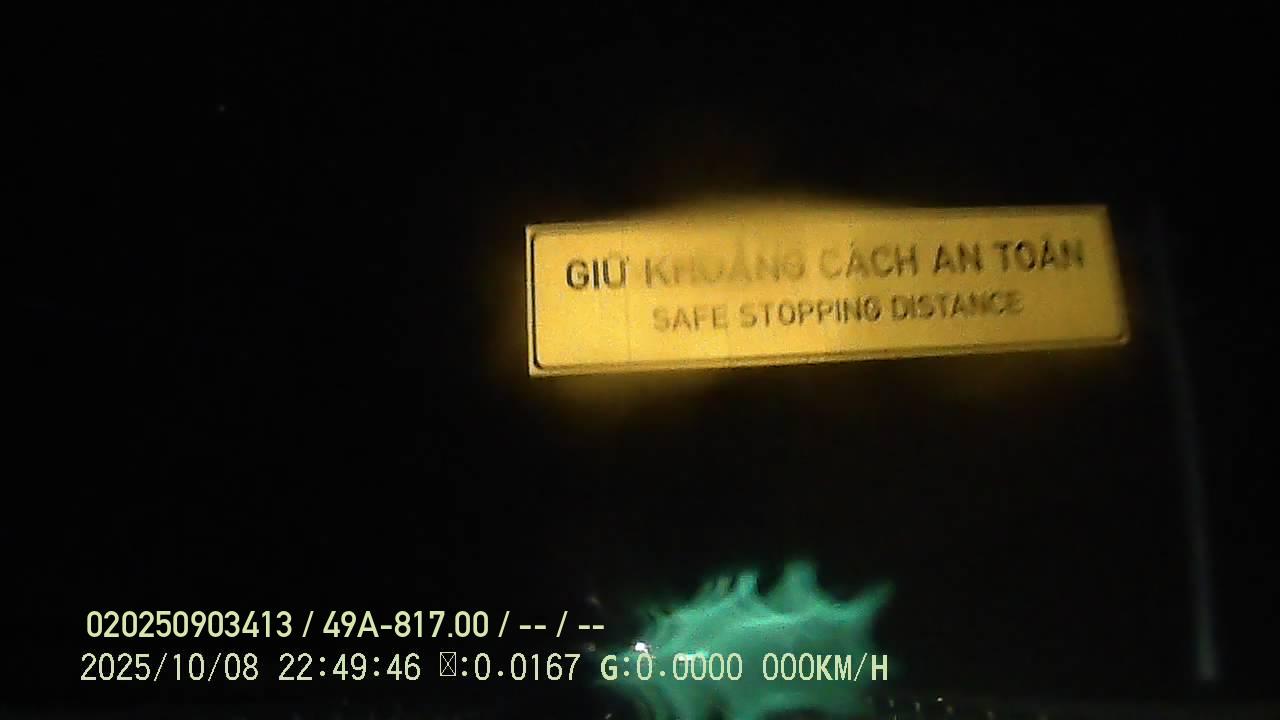 GIỮ KHOẢNG CÁCH AN TOÀN
SAFE STOPPING DISTANCE
020250903413 / 49A-817.00 / -- / --
2025/10/08 22:49:46 :0.0167 G:0.0000 000KM/H